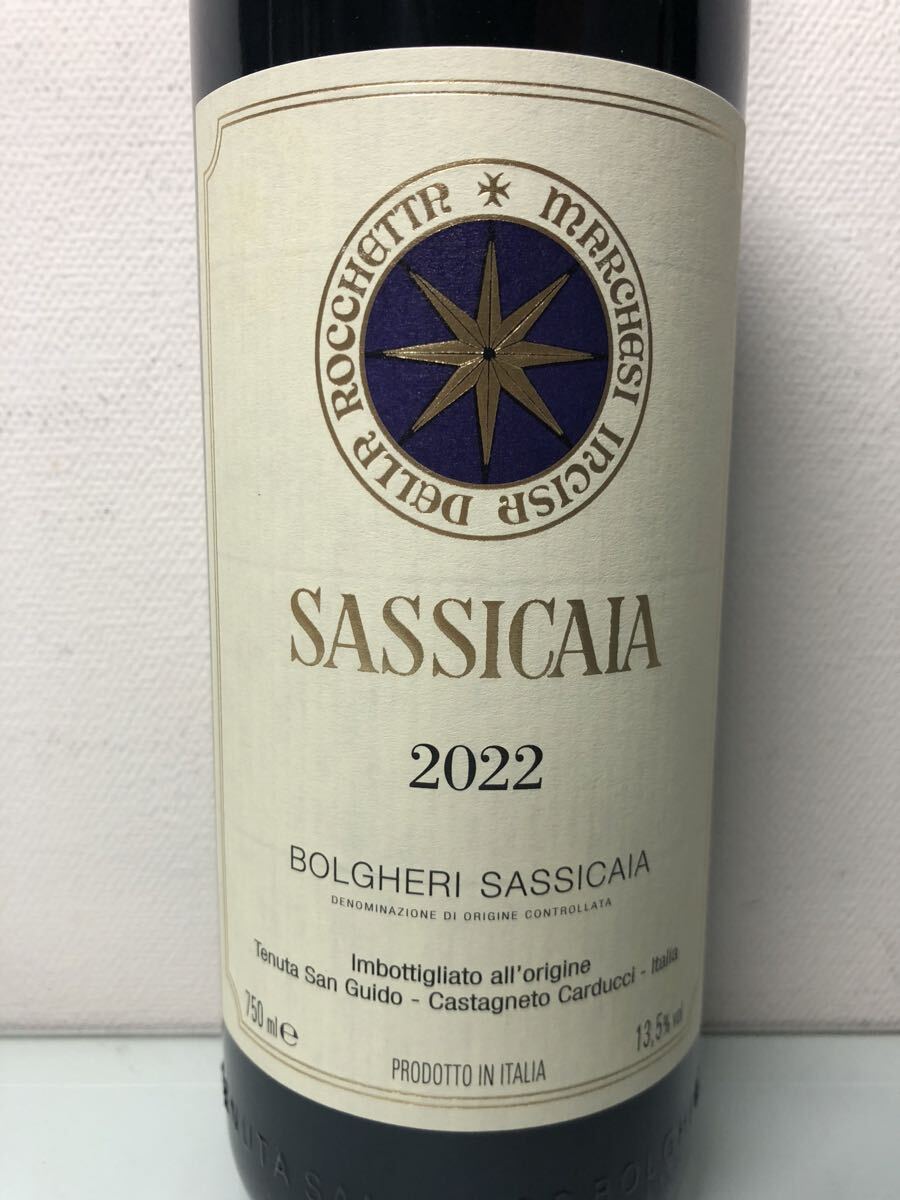 ✠ MARCHESI INCISA DELLA ROCCHETTA
SASSICAIA
2022
BOLGHERI SASSICAIA
DENOMINAZIONE DI ORIGINE CONTROLLATA
Imbottigliato all'origine
Tenuta San Guido - Castagneto Carducci - Italia
750 ml e
13,5% vol
PRODOTTO IN ITALIA